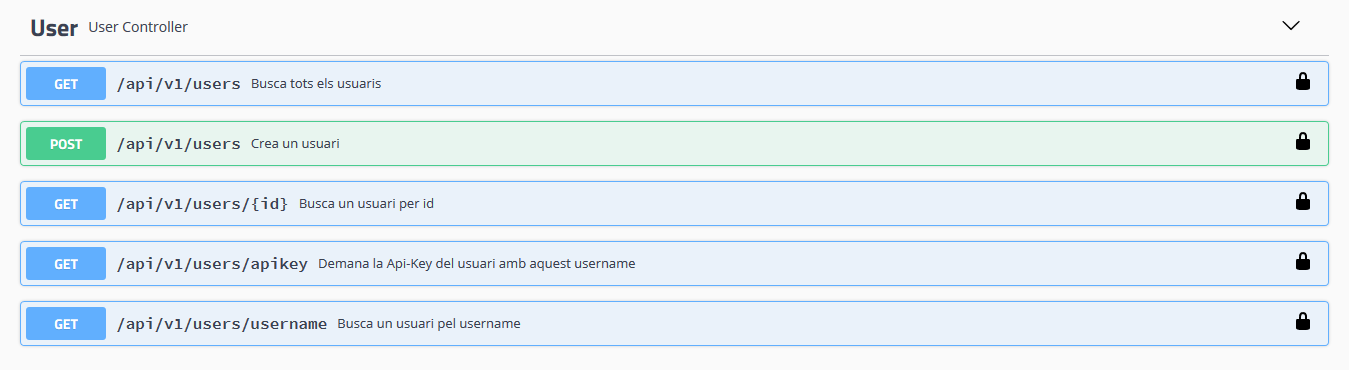 User User Controller
GET /api/v1/users Busca tots els usuaris
POST /api/v1/users Crea un usuari
GET /api/v1/users/{id} Busca un usuari per id
GET /api/v1/users/apikey Demana la Api-Key del usuari amb aquest username
GET /api/v1/users/username Busca un usuari pel username